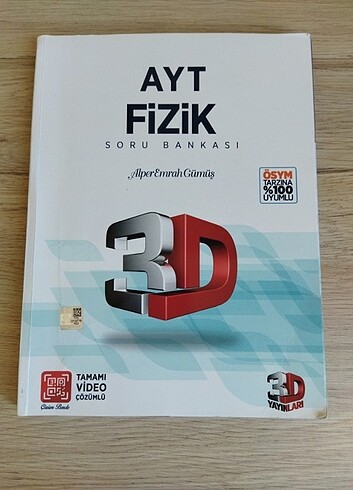 AYT
FİZİK
SORU BANKASI
Alper Emrah Gümüş
ÖSYM
TARZINA
%100
UYUMLU
3D
TAMAMI
VİDEO
ÇÖZÜMLÜ
3D
YAYINLARI